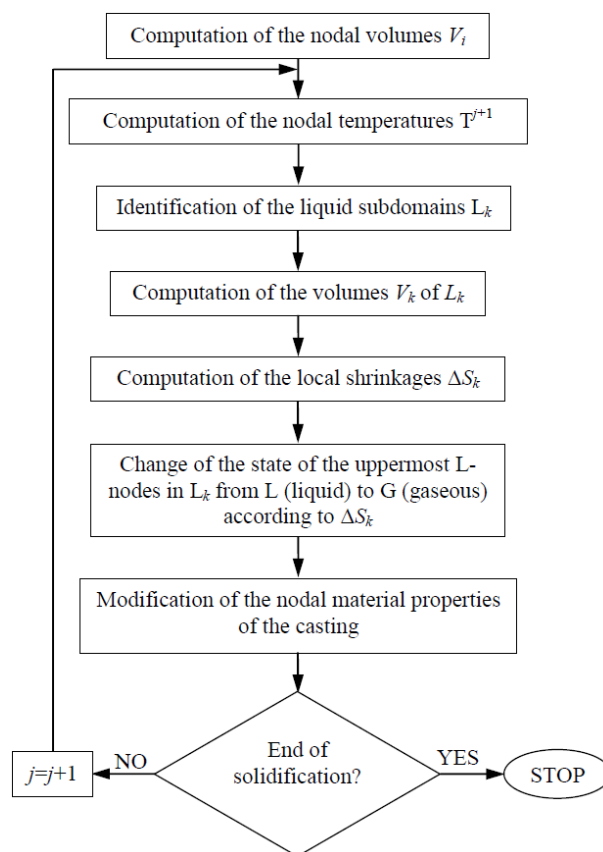 Computation of the nodal volumes Vi
Computation of the nodal temperatures T^j+1
Identification of the liquid subdomains Lk
Computation of the volumes Vk of Lk
Computation of the local shrinkages ΔSk
Change of the state of the uppermost L-
nodes in Lk from L (liquid) to G (gaseous)
according to ΔSk
Modification of the nodal material properties
of the casting
End of
solidification?
NO
j=j+1
YES
STOP